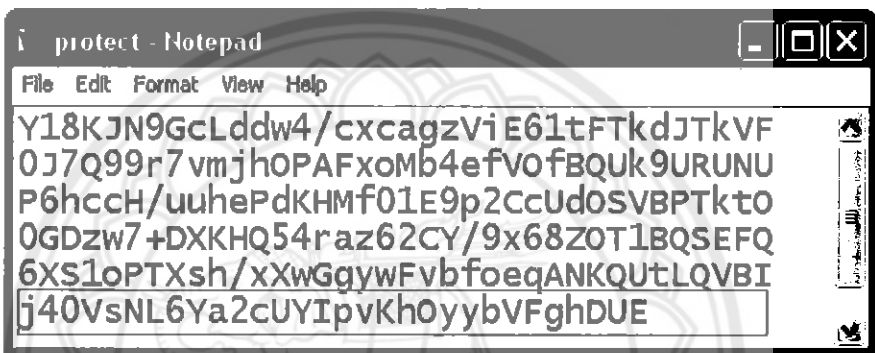 protect - Notepad
File Edit Format View Help
Y18KJN9GcLddw4/cxcagzViE61tFTkdJTkVF
0J7Q99r7vmjhOPAFxoMb4efVOfBQUk9URUNU
P6hccH/uuhePdKHMf01E9p2CcUdOSVBPTktO
0GDzw7+DXKHQ54raz62CY/9x68ZOT1BQSEFQ
6XS1oPTXsh/xXwGgywFvbfoeqANKQUtLQVBI
j40VsNL6Ya2cUYIpvKhOyybVFghDUE